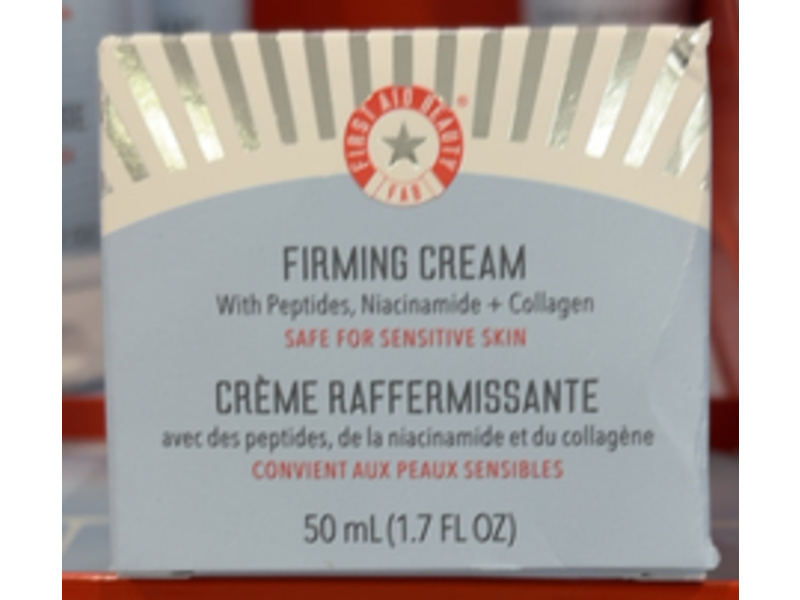 FIRST AID BEAUTY®
FAB
FIRMING CREAM
With Peptides, Niacinamide + Collagen
SAFE FOR SENSITIVE SKIN
CRÈME RAFFERMISSANTE
avec des peptides, de la niacinamide et du collagène
CONVIENT AUX PEAUX SENSIBLES
50 mL (1.7 FL OZ)